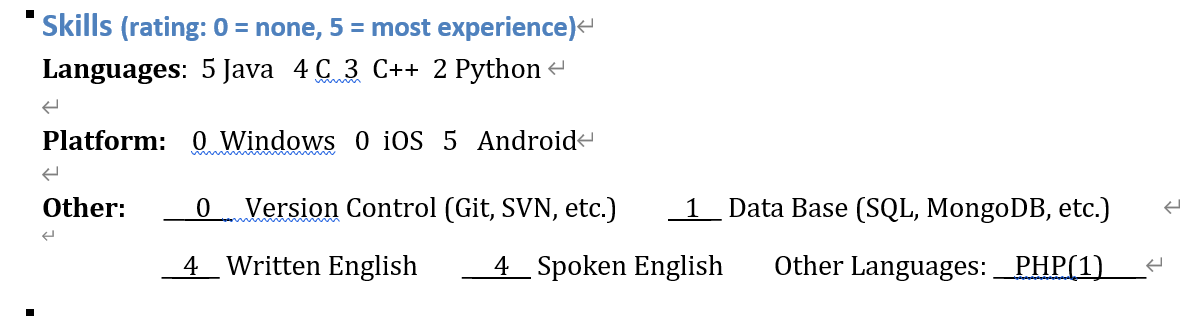 Skills (rating: 0 = none, 5 = most experience)
Languages: 5 Java 4 C 3 C++ 2 Python
Platform: 0 Windows 0 iOS 5 Android
Other: __0__ Version Control (Git, SVN, etc.) __1__ Data Base (SQL, MongoDB, etc.)
__4__ Written English __4__ Spoken English Other Languages: __PHP(1)___